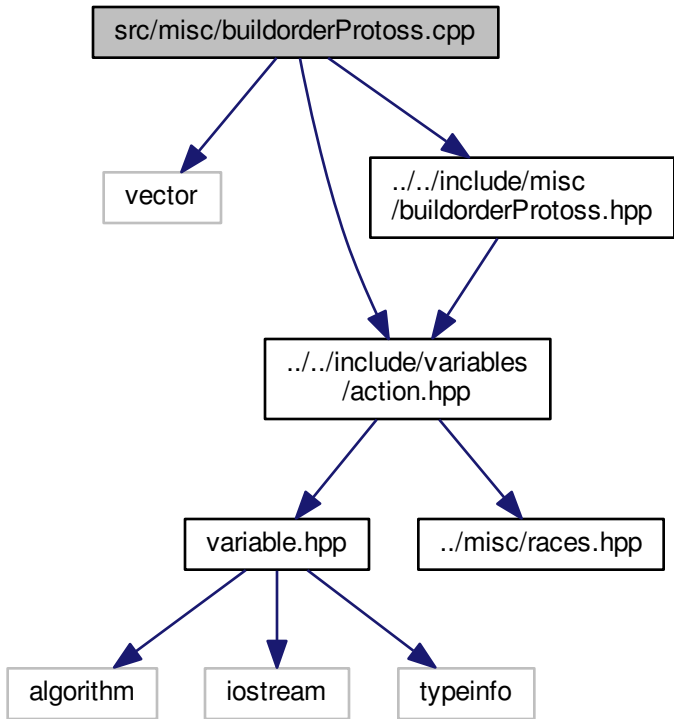 src/misc/buildorderProtoss.cpp
vector
../../include/misc
/buildorderProtoss.hpp
../../include/variables
/action.hpp
variable.hpp
../misc/races.hpp
algorithm
iostream
typeinfo